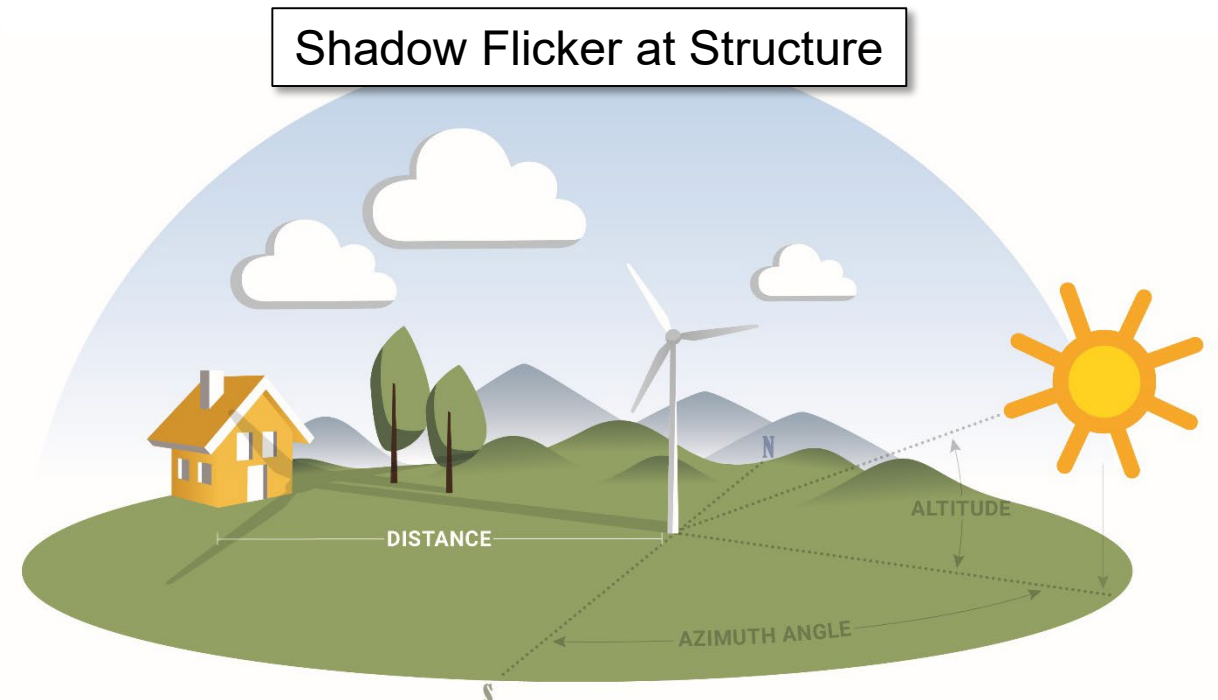 Shadow Flicker at Structure
N
ALTITUDE
DISTANCE
AZIMUTH ANGLE
S